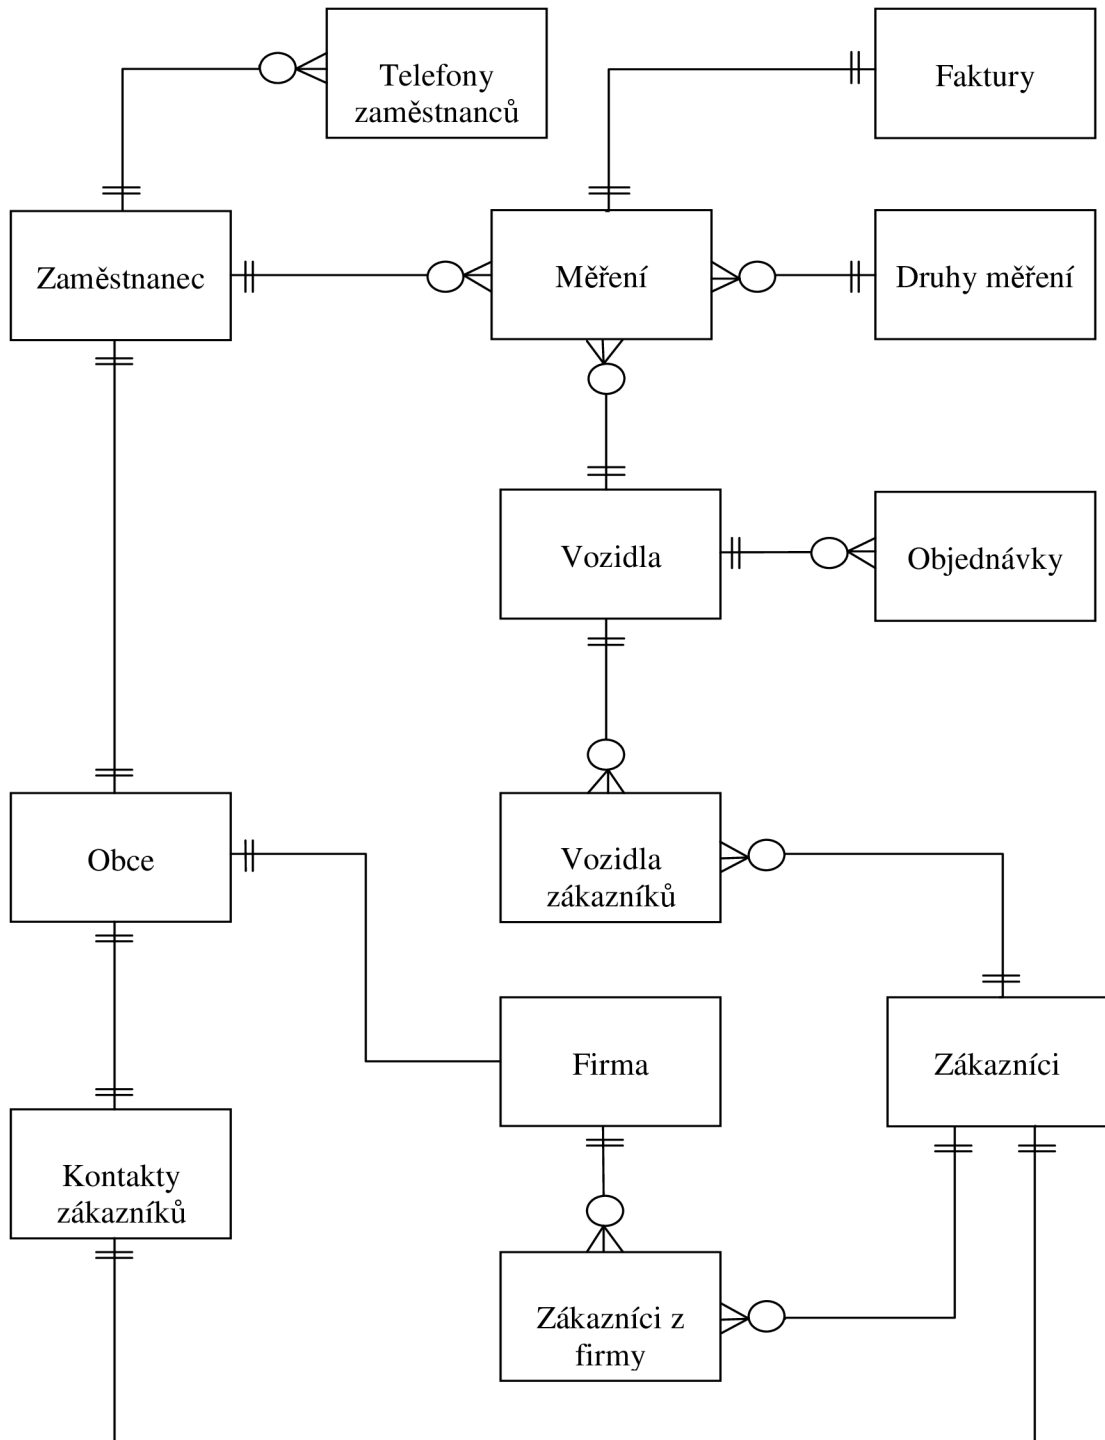 Telefony
zaměstnanců
Faktury
Zaměstnanec
Měření
Druhy měření
Vozidla
Objednávky
Obce
Vozidla
zákazníků
Firma
Zákazníci
Kontakty
zákazníků
Zákazníci z
firmy